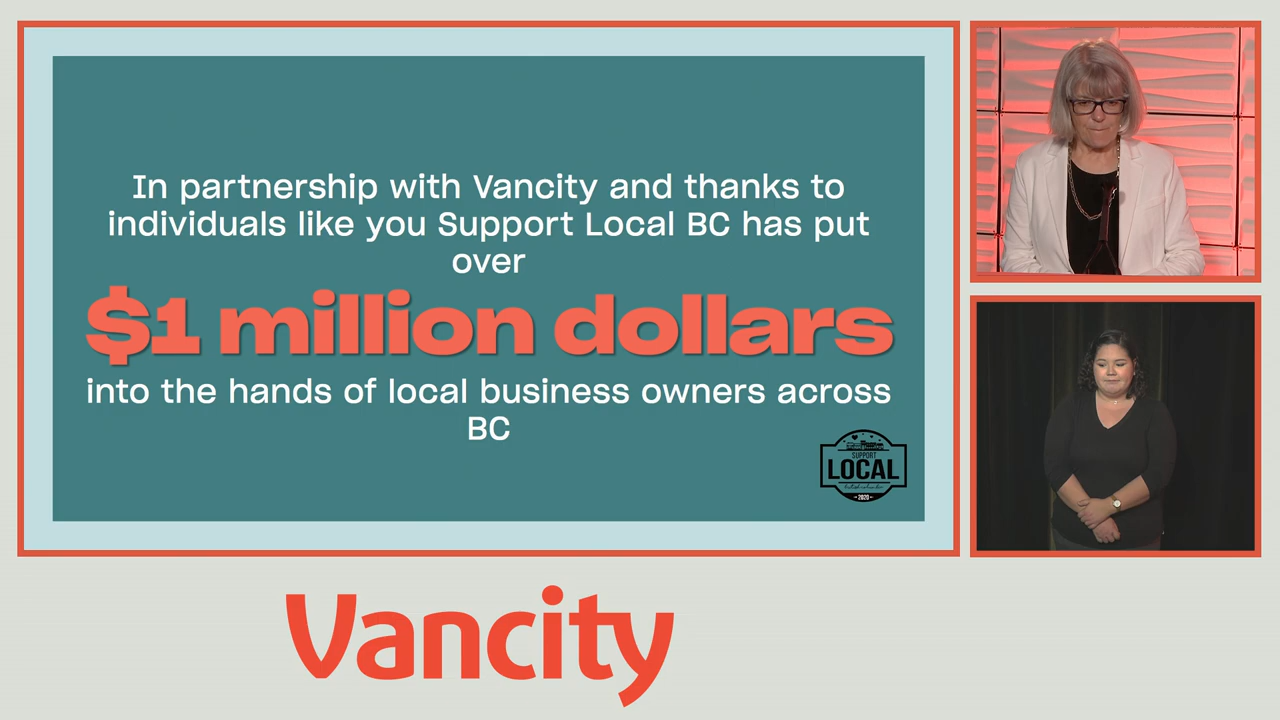 In partnership with Vancity and thanks to
individuals like you Support Local BC has put
over
$1 million dollars
into the hands of local business owners across
BC
SUPPORT
LOCAL
2020
Vancity